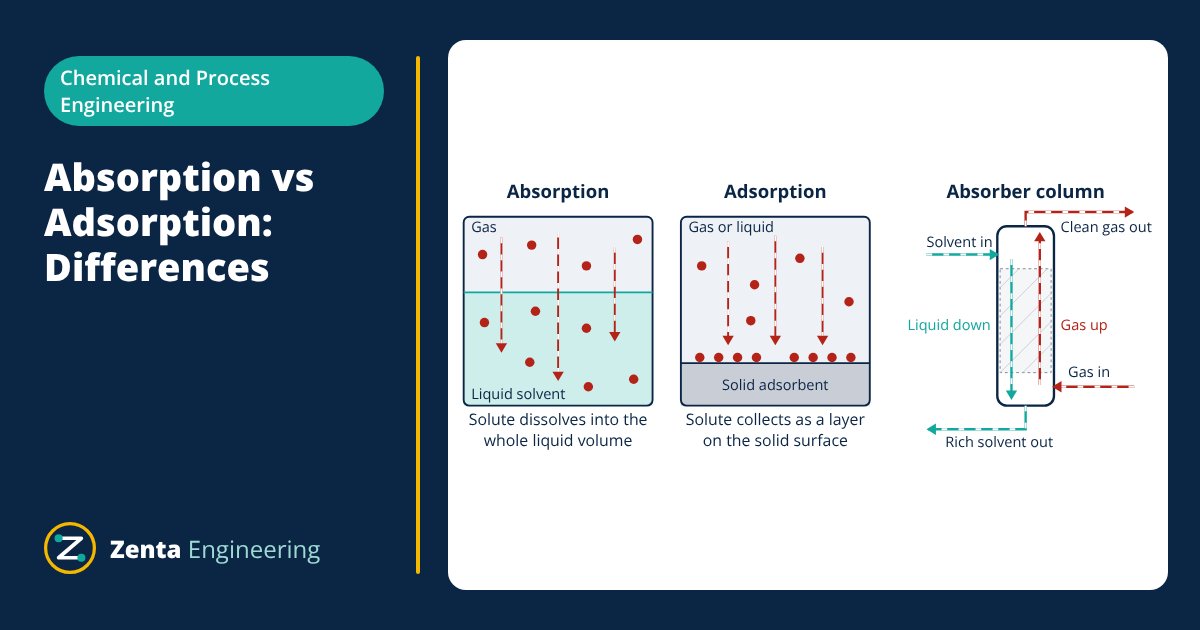 Chemical and Process
Engineering
Absorption vs
Adsorption:
Differences
Zenta Engineering
Absorption
Gas
Liquid solvent
Solute dissolves into the
whole liquid volume
Adsorption
Gas or liquid
Solid adsorbent
Solute collects as a layer
on the solid surface
Absorber column
Clean gas out
Solvent in
Liquid down
Gas up
Gas in
Rich solvent out